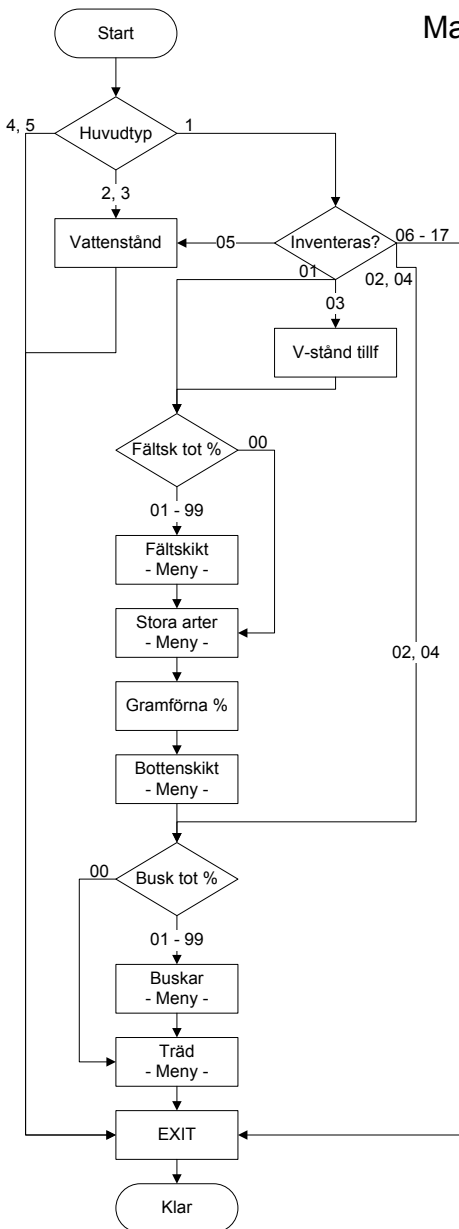 Start
Ma
Huvudtyp
4, 5
1
2, 3
Vattenstånd
05
Inventeras?
06 - 17
01
02, 04
03
V-stånd tillf
Fältsk tot %
00
01 - 99
Fältskikt
- Meny -
Stora arter
- Meny -
02, 04
Gramförna %
Bottenskikt
- Meny -
00
Busk tot %
01 - 99
Buskar
- Meny -
Träd
- Meny -
EXIT
Klar